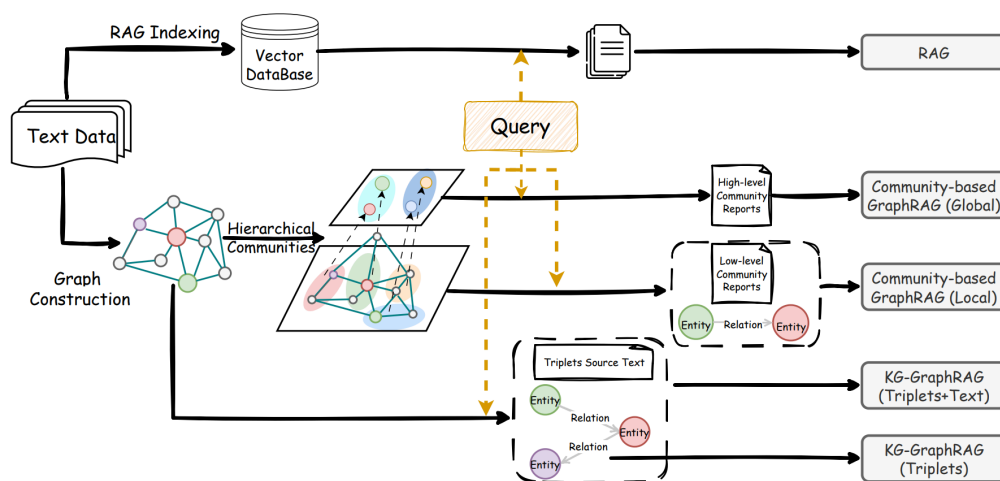 RAG Indexing
Vector
DataBase
RAG
Text Data
Query
High-level
Community
Reports
Community-based
GraphRAG (Global)
Hierarchical
Communities
Graph
Construction
Low-level
Community
Reports
Entity
Relation
Entity
Community-based
GraphRAG (Local)
Triplets Source Text
Entity
Relation
Entity
Relation
Entity
KG-GraphRAG
(Triplets+Text)
KG-GraphRAG
(Triplets)